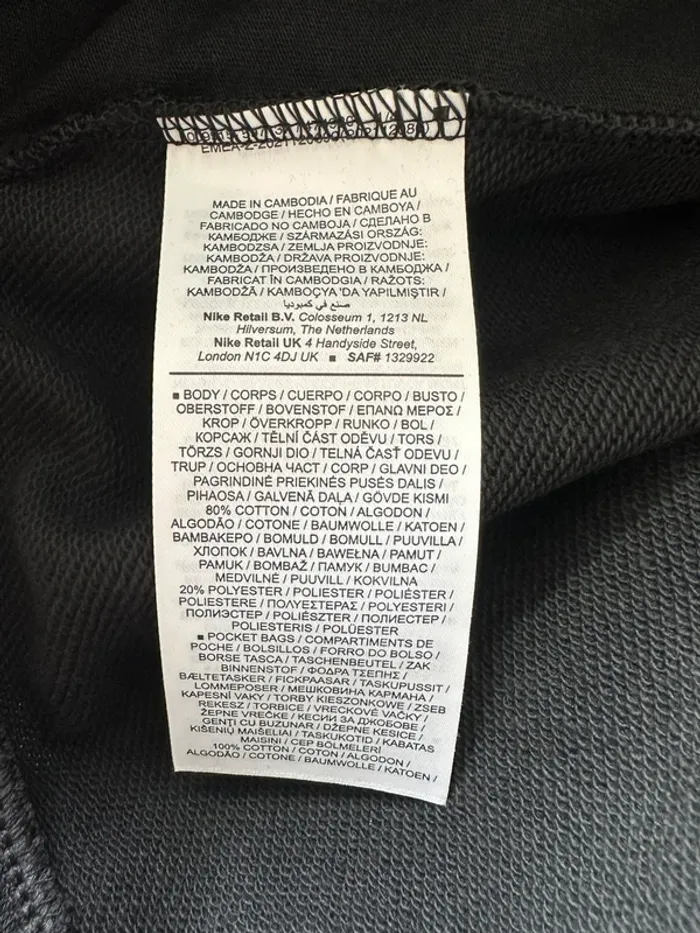 MADE IN CAMBODIA / FABRIQUE AU
CAMBODGE / HECHO EN CAMBOYA /
FABRICADO NO CAMBOJA / СДЕЛАНО В
КАМБОДЖЕ / SZÁRMAZÁSI ORSZÁG:
KAMBODZSA / ZEMLJA PROIZVODNJE:
KAMBODŽA / DRŽAVA PROIZVODNJE:
KAMBODŽA / ПРОИЗВЕДЕНО В КАМБОДЖА /
FABRICAT ÎN CAMBODGIA / RAŽOTS:
KAMBODŽĀ / KAMBOÇYA 'DA YAPILMIŞTIR /
صنع في كمبوديا
Nike Retail B.V. Colosseum 1, 1213 NL
Hilversum, The Netherlands
Nike Retail UK 4 Handyside Street,
London N1C 4DJ UK ■ SAF# 1329922
■ BODY / CORPS / CUERPO / CORPO / BUSTO /
OBERSTOFF / BOVENSTOF / ΕΠΑΝΩ ΜΕΡΟΣ /
KROP / ÖVERKROPP / RUNKO / BOL /
КОРСАЖ / TĚLNÍ ČÁST ODĚVU / TORS /
TÖRZS / GORNJI DIO / TELNÁ ČASŤ ODEVU /
TRUP / ОСНОВНА ЧАСТ / CORP / GLAVNI DEO /
PAGRINDINĖ PRIEKINĖS PUSĖS DALIS /
PIHAOSA / GALVENĀ DAĻA / GÖVDE KISMI
80% COTTON / COTON / ALGODON /
ALGODÃO / COTONE / BAUMWOLLE / KATOEN /
ΒΑΜΒΑΚΕΡΟ / BOMULD / BOMULL / PUUVILLA /
ХЛОПОК / BAVLNA / BAWEŁNA / PAMUT /
PAMUK / BOMBAŽ / ПАМУК / BUMBAC /
MEDVILNĖ / PUUVILL / KOKVILNA
20% POLYESTER / POLIESTER / POLIÉSTER /
POLIESTERE / ΠΟΛΥΕΣΤΕΡΑΣ / POLYESTERI /
ПОЛИЭСТЕР / POLIÉSZTER / ПОЛИЕСТЕР /
POLIESTERIS / POLÜESTER
■ POCKET BAGS / COMPARTIMENTS DE
POCHE / BOLSILLOS / FORRO DO BOLSO /
BORSE TASCA / TASCHENBEUTEL / ZAK
BINNENSTOF / ΦΟΔΡΑ ΤΣΕΠΗΣ /
BÆLTETASKER / FICKPAASAR / TASKUPUSSIT /
LOMMEPOSER / МЕШКОВИНА КАРМАНА /
KAPESNÍ VAKY / TORBY KIESZONKOWE / ZSEB
REKESZ / TORBICE / VRECKOVÉ VAČKY /
ŽEPNE VREČKE / КЕСИИ ЗА ДЖОБОВЕ /
GENTI CU BUZUNAR / DŽEPNE KESICE /
KIŠENIŲ MAIŠELIAI / TASKUKOTID / KABATAS
MAISINI / CEP BÖLMELERİ
100% COTTON / COTON / ALGODON /
ALGODÃO / COTONE / BAUMWOLLE / KATOEN /